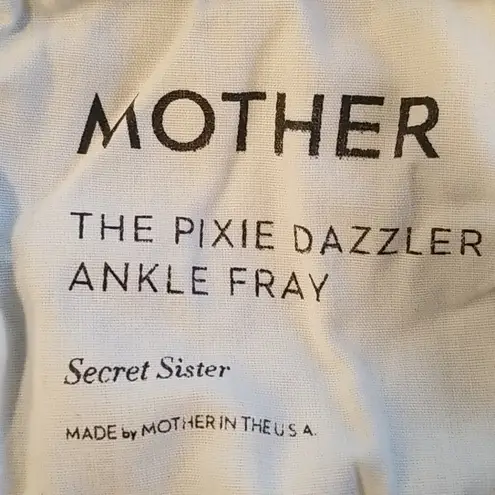 MOTHER
THE PIXIE DAZZLER
ANKLE FRAY
Secret Sister
MADE by MOTHER IN THE U S A.